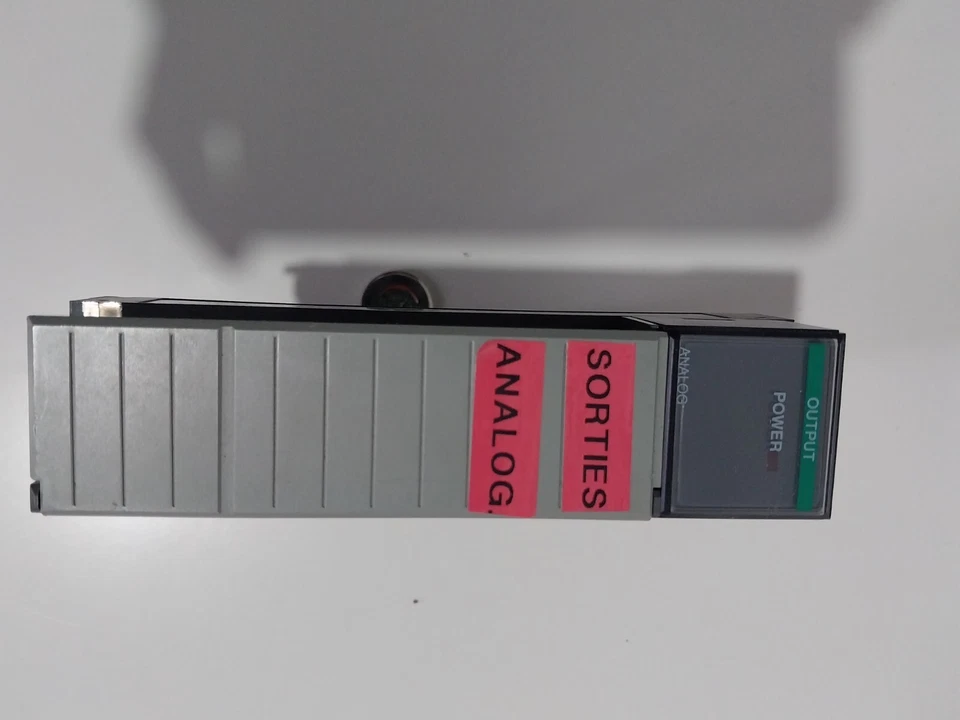 OUTPUT
POWER
ANALOG
SORTIES
ANALOG.